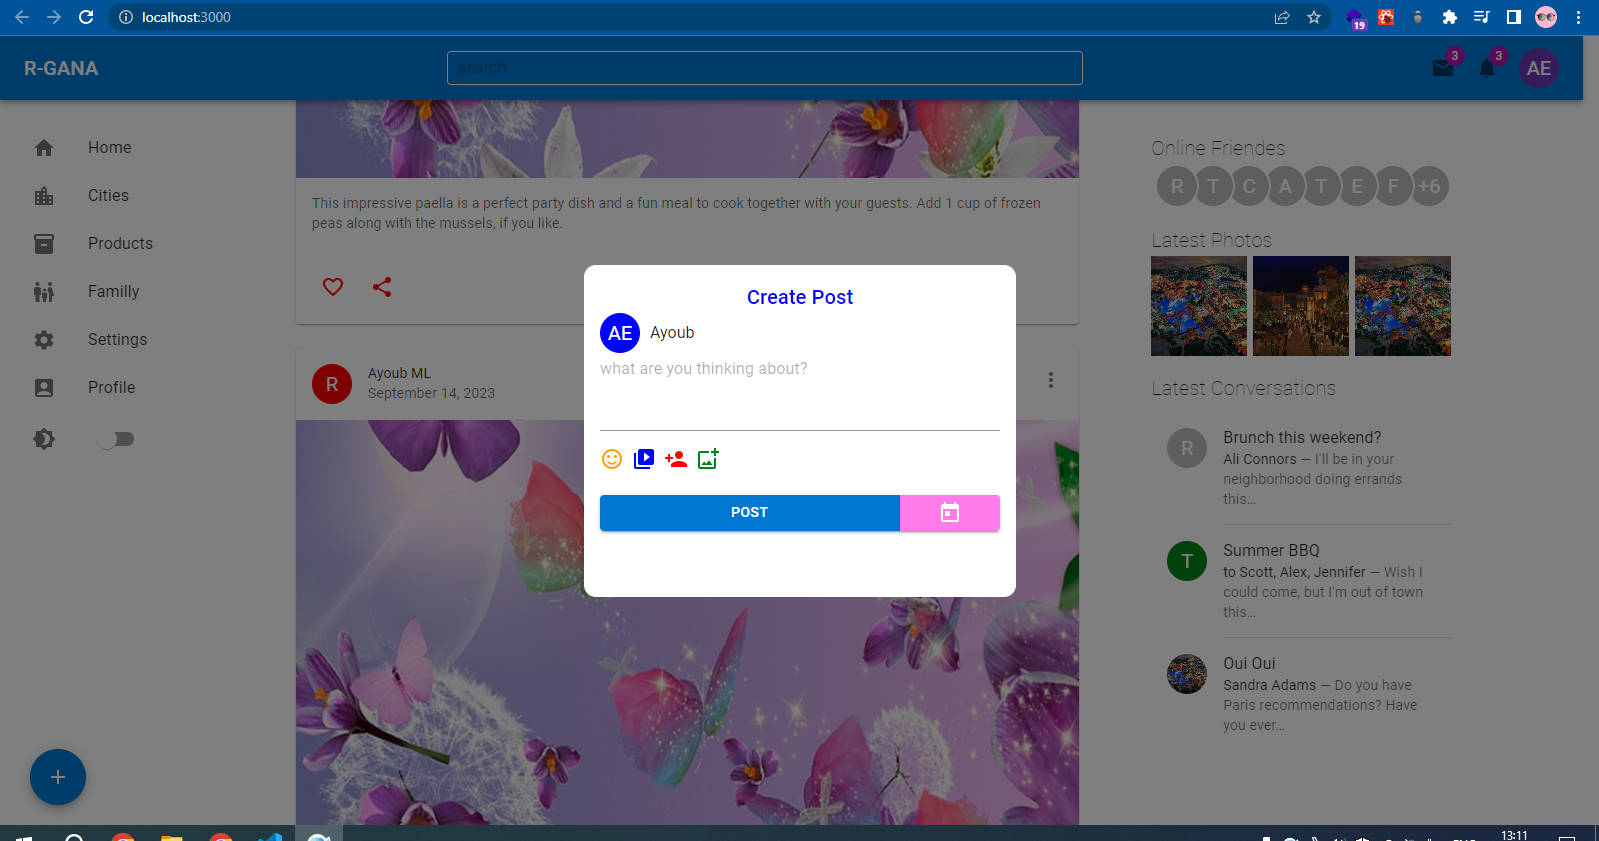 localhost:3000
19
R-GANA
search...
3
3
AE
Home
Cities
Products
Familly
Settings
Profile
This impressive paella is a perfect party dish and a fun meal to cook together with your guests. Add 1 cup of frozen
peas along with the mussels, if you like.
R
Ayoub ML
September 14, 2023
Create Post
AE
Ayoub
what are you thinking about?
POST
Online Friendes
R T C A T E F +6
Latest Photos
Latest Conversations
R
Brunch this weekend?
Ali Connors — I'll be in your
neighborhood doing errands
this…
T
Summer BBQ
to Scott, Alex, Jennifer — Wish I
could come, but I'm out of town
this…
Oui Oui
Sandra Adams — Do you have
Paris recommendations? Have
you ever…
13:11